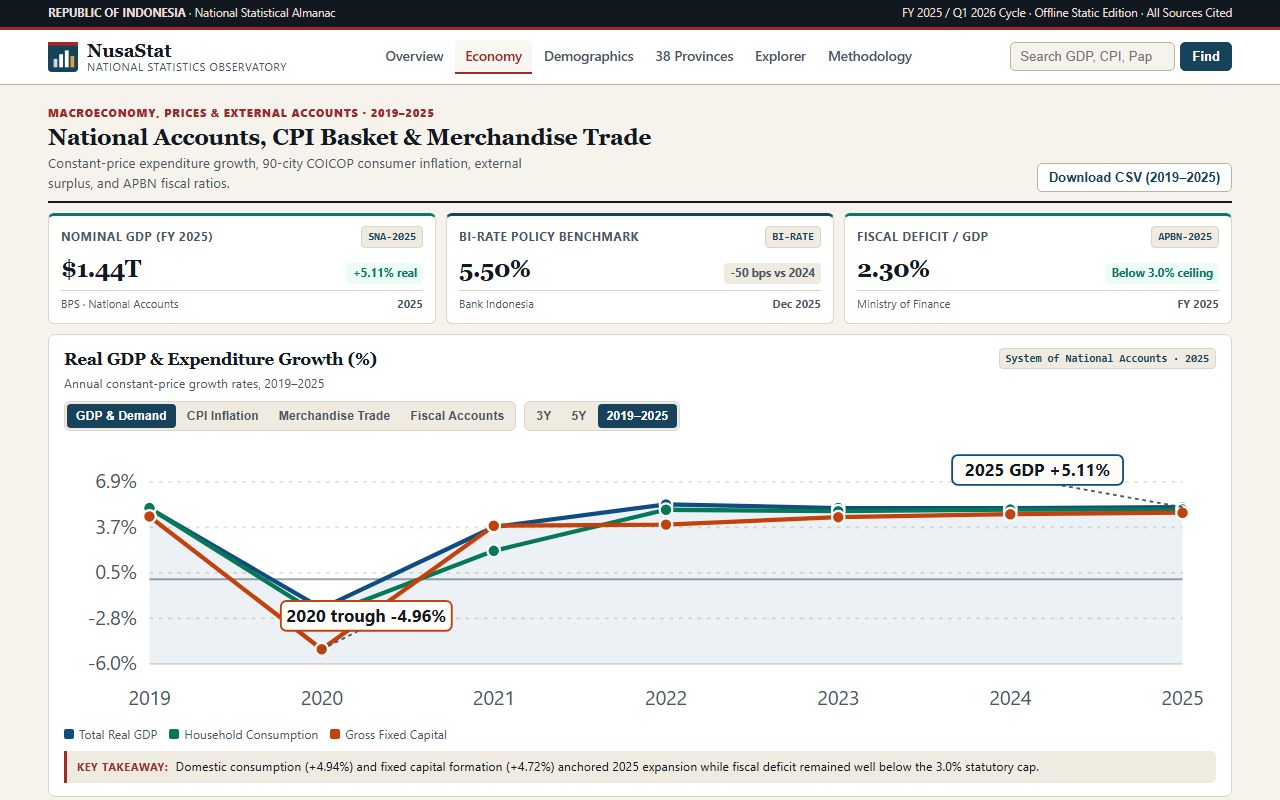 REPUBLIC OF INDONESIA · National Statistical Almanac
FY 2025 / Q1 2026 Cycle · Offline Static Edition · All Sources Cited
NusaStat
NATIONAL STATISTICS OBSERVATORY
Overview
Economy
Demographics
38 Provinces
Explorer
Methodology
Search GDP, CPI, Pap
Find
MACROECONOMY, PRICES & EXTERNAL ACCOUNTS · 2019–2025
National Accounts, CPI Basket & Merchandise Trade
Constant-price expenditure growth, 90-city COICOP consumer inflation, external
surplus, and APBN fiscal ratios.
Download CSV (2019–2025)
NOMINAL GDP (FY 2025)
SNA-2025
$1.44T
+5.11% real
BPS · National Accounts
2025
BI-RATE POLICY BENCHMARK
BI-RATE
5.50%
-50 bps vs 2024
Bank Indonesia
Dec 2025
FISCAL DEFICIT / GDP
APBN-2025
2.30%
Below 3.0% ceiling
Ministry of Finance
FY 2025
Real GDP & Expenditure Growth (%)
System of National Accounts · 2025
Annual constant-price growth rates, 2019–2025
GDP & Demand
CPI Inflation
Merchandise Trade
Fiscal Accounts
3Y
5Y
2019–2025
2025 GDP +5.11%
6.9%
3.7%
0.5%
-2.8%
-6.0%
2020 trough -4.96%
2019
2020
2021
2022
2023
2024
2025
Total Real GDP
Household Consumption
Gross Fixed Capital
KEY TAKEAWAY: Domestic consumption (+4.94%) and fixed capital formation (+4.72%) anchored 2025 expansion while fiscal deficit remained well below the 3.0% statutory cap.